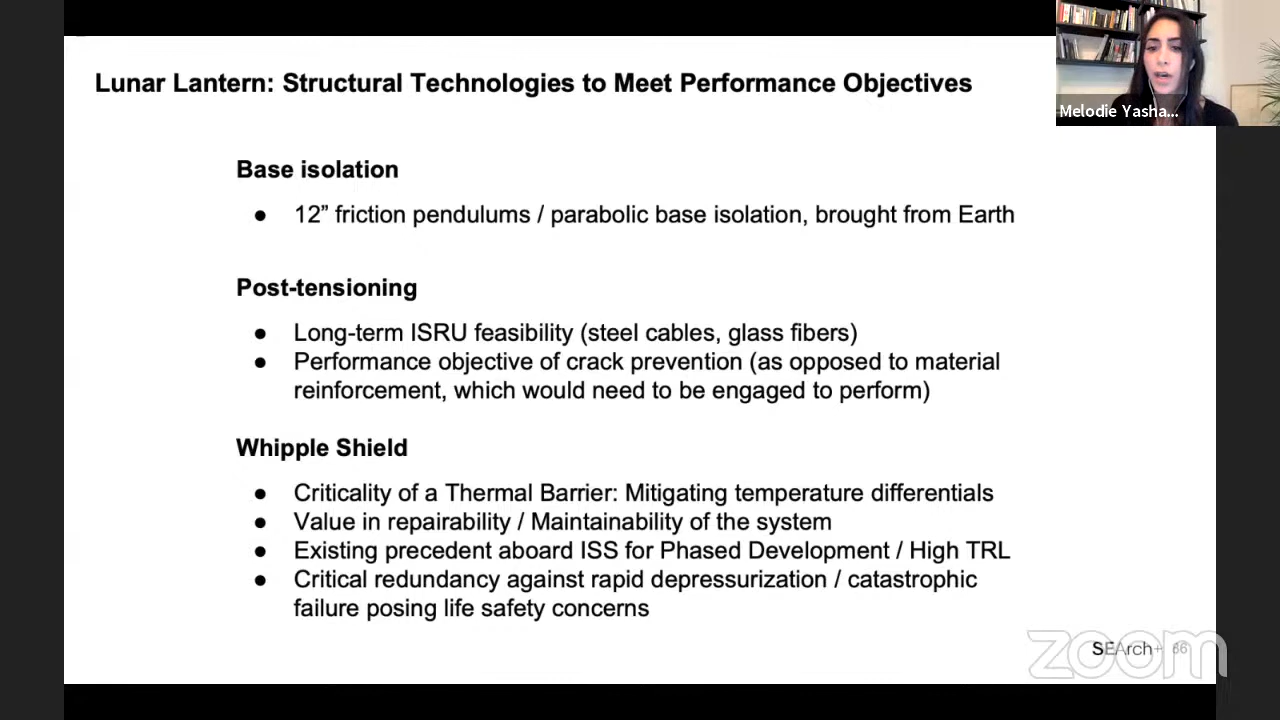 Lunar Lantern: Structural Technologies to Meet Performance Objectives
Melodie Yasha...
Base isolation
● 12” friction pendulums / parabolic base isolation, brought from Earth
Post-tensioning
● Long-term ISRU feasibility (steel cables, glass fibers)
● Performance objective of crack prevention (as opposed to material
reinforcement, which would need to be engaged to perform)
Whipple Shield
● Criticality of a Thermal Barrier: Mitigating temperature differentials
● Value in repairability / Maintainability of the system
● Existing precedent aboard ISS for Phased Development / High TRL
● Critical redundancy against rapid depressurization / catastrophic
failure posing life safety concerns
SEArch+ 66
zoom